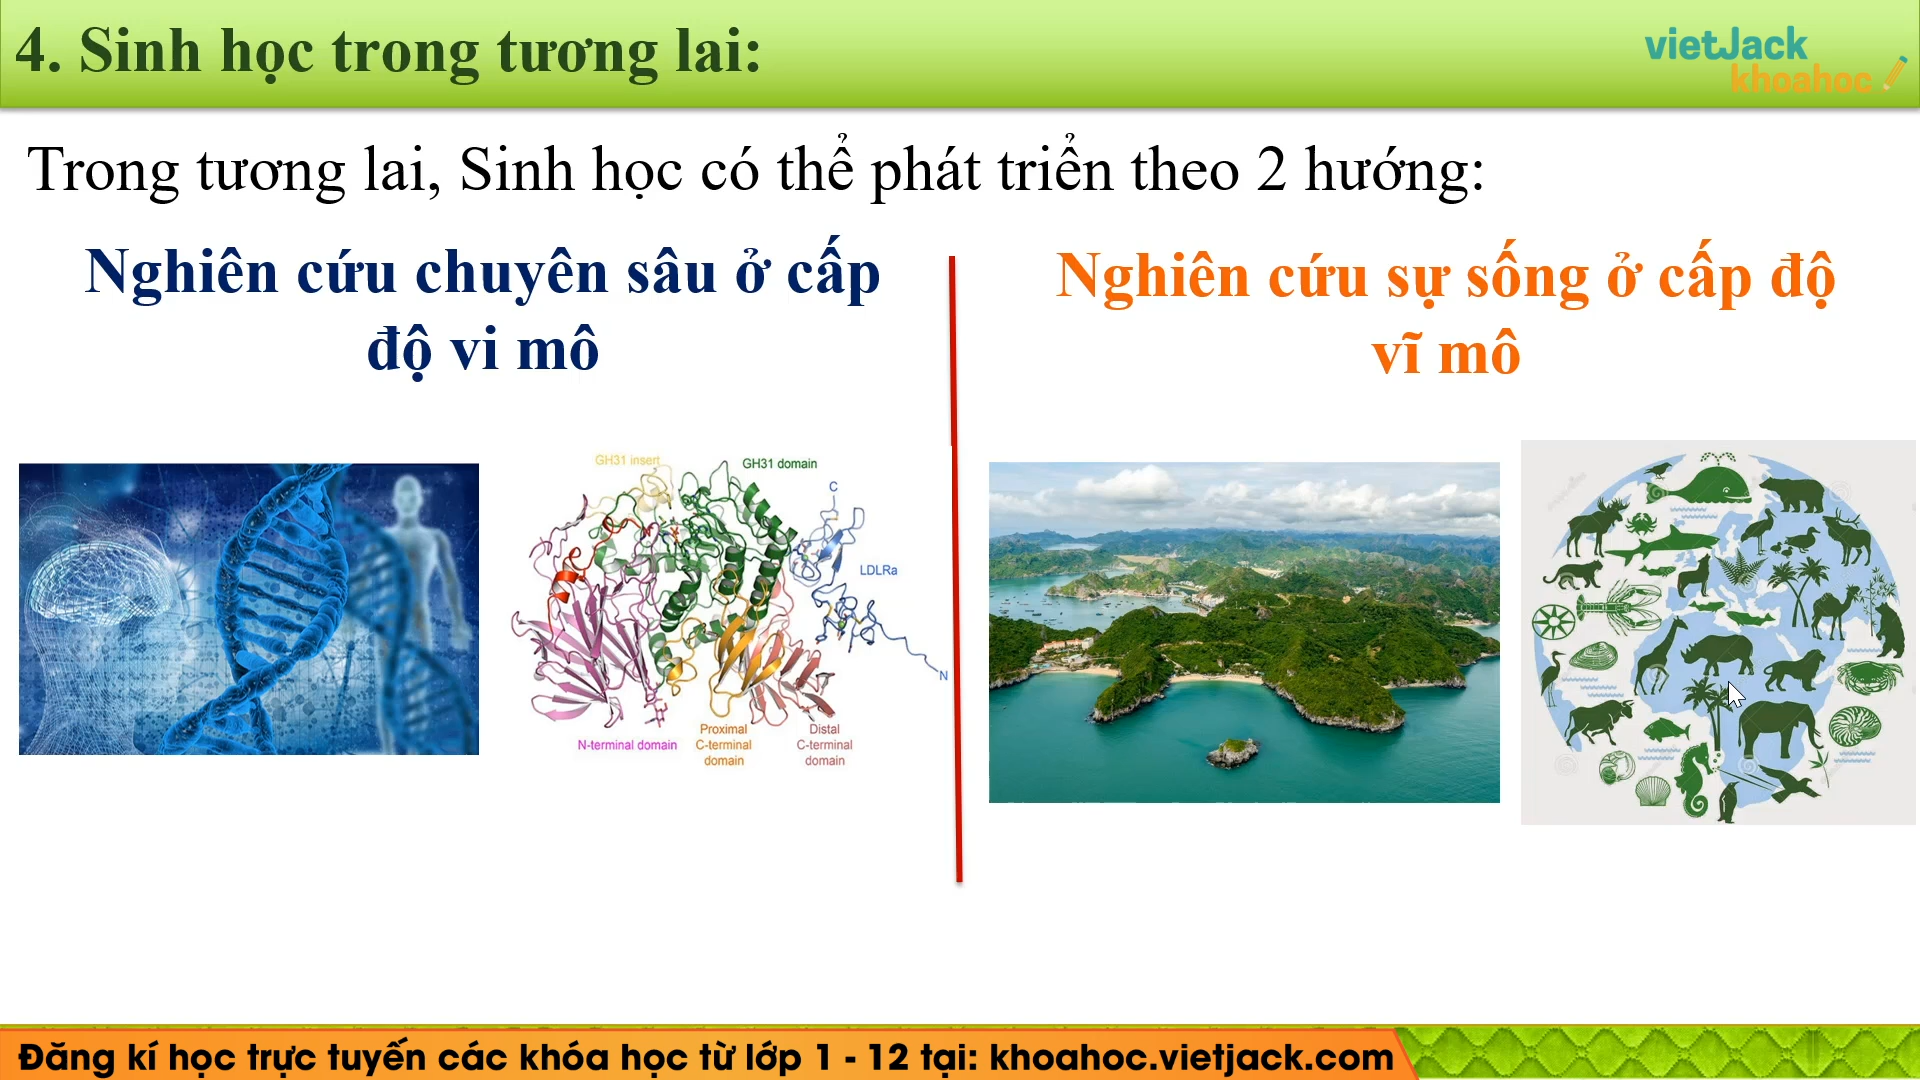 4. Sinh học trong tương lai:
vietJack
khoahoc
Trong tương lai, Sinh học có thể phát triển theo 2 hướng:
Nghiên cứu chuyên sâu ở cấp
độ vi mô
Nghiên cứu sự sống ở cấp độ
vĩ mô
GH31 insert
GH31 domain
C
LDLRa
N
N-terminal domain
Proximal
C-terminal
domain
Distal
C-terminal
domain
Đăng kí học trực tuyến các khóa học từ lớp 1 - 12 tại: khoahoc.vietjack.com